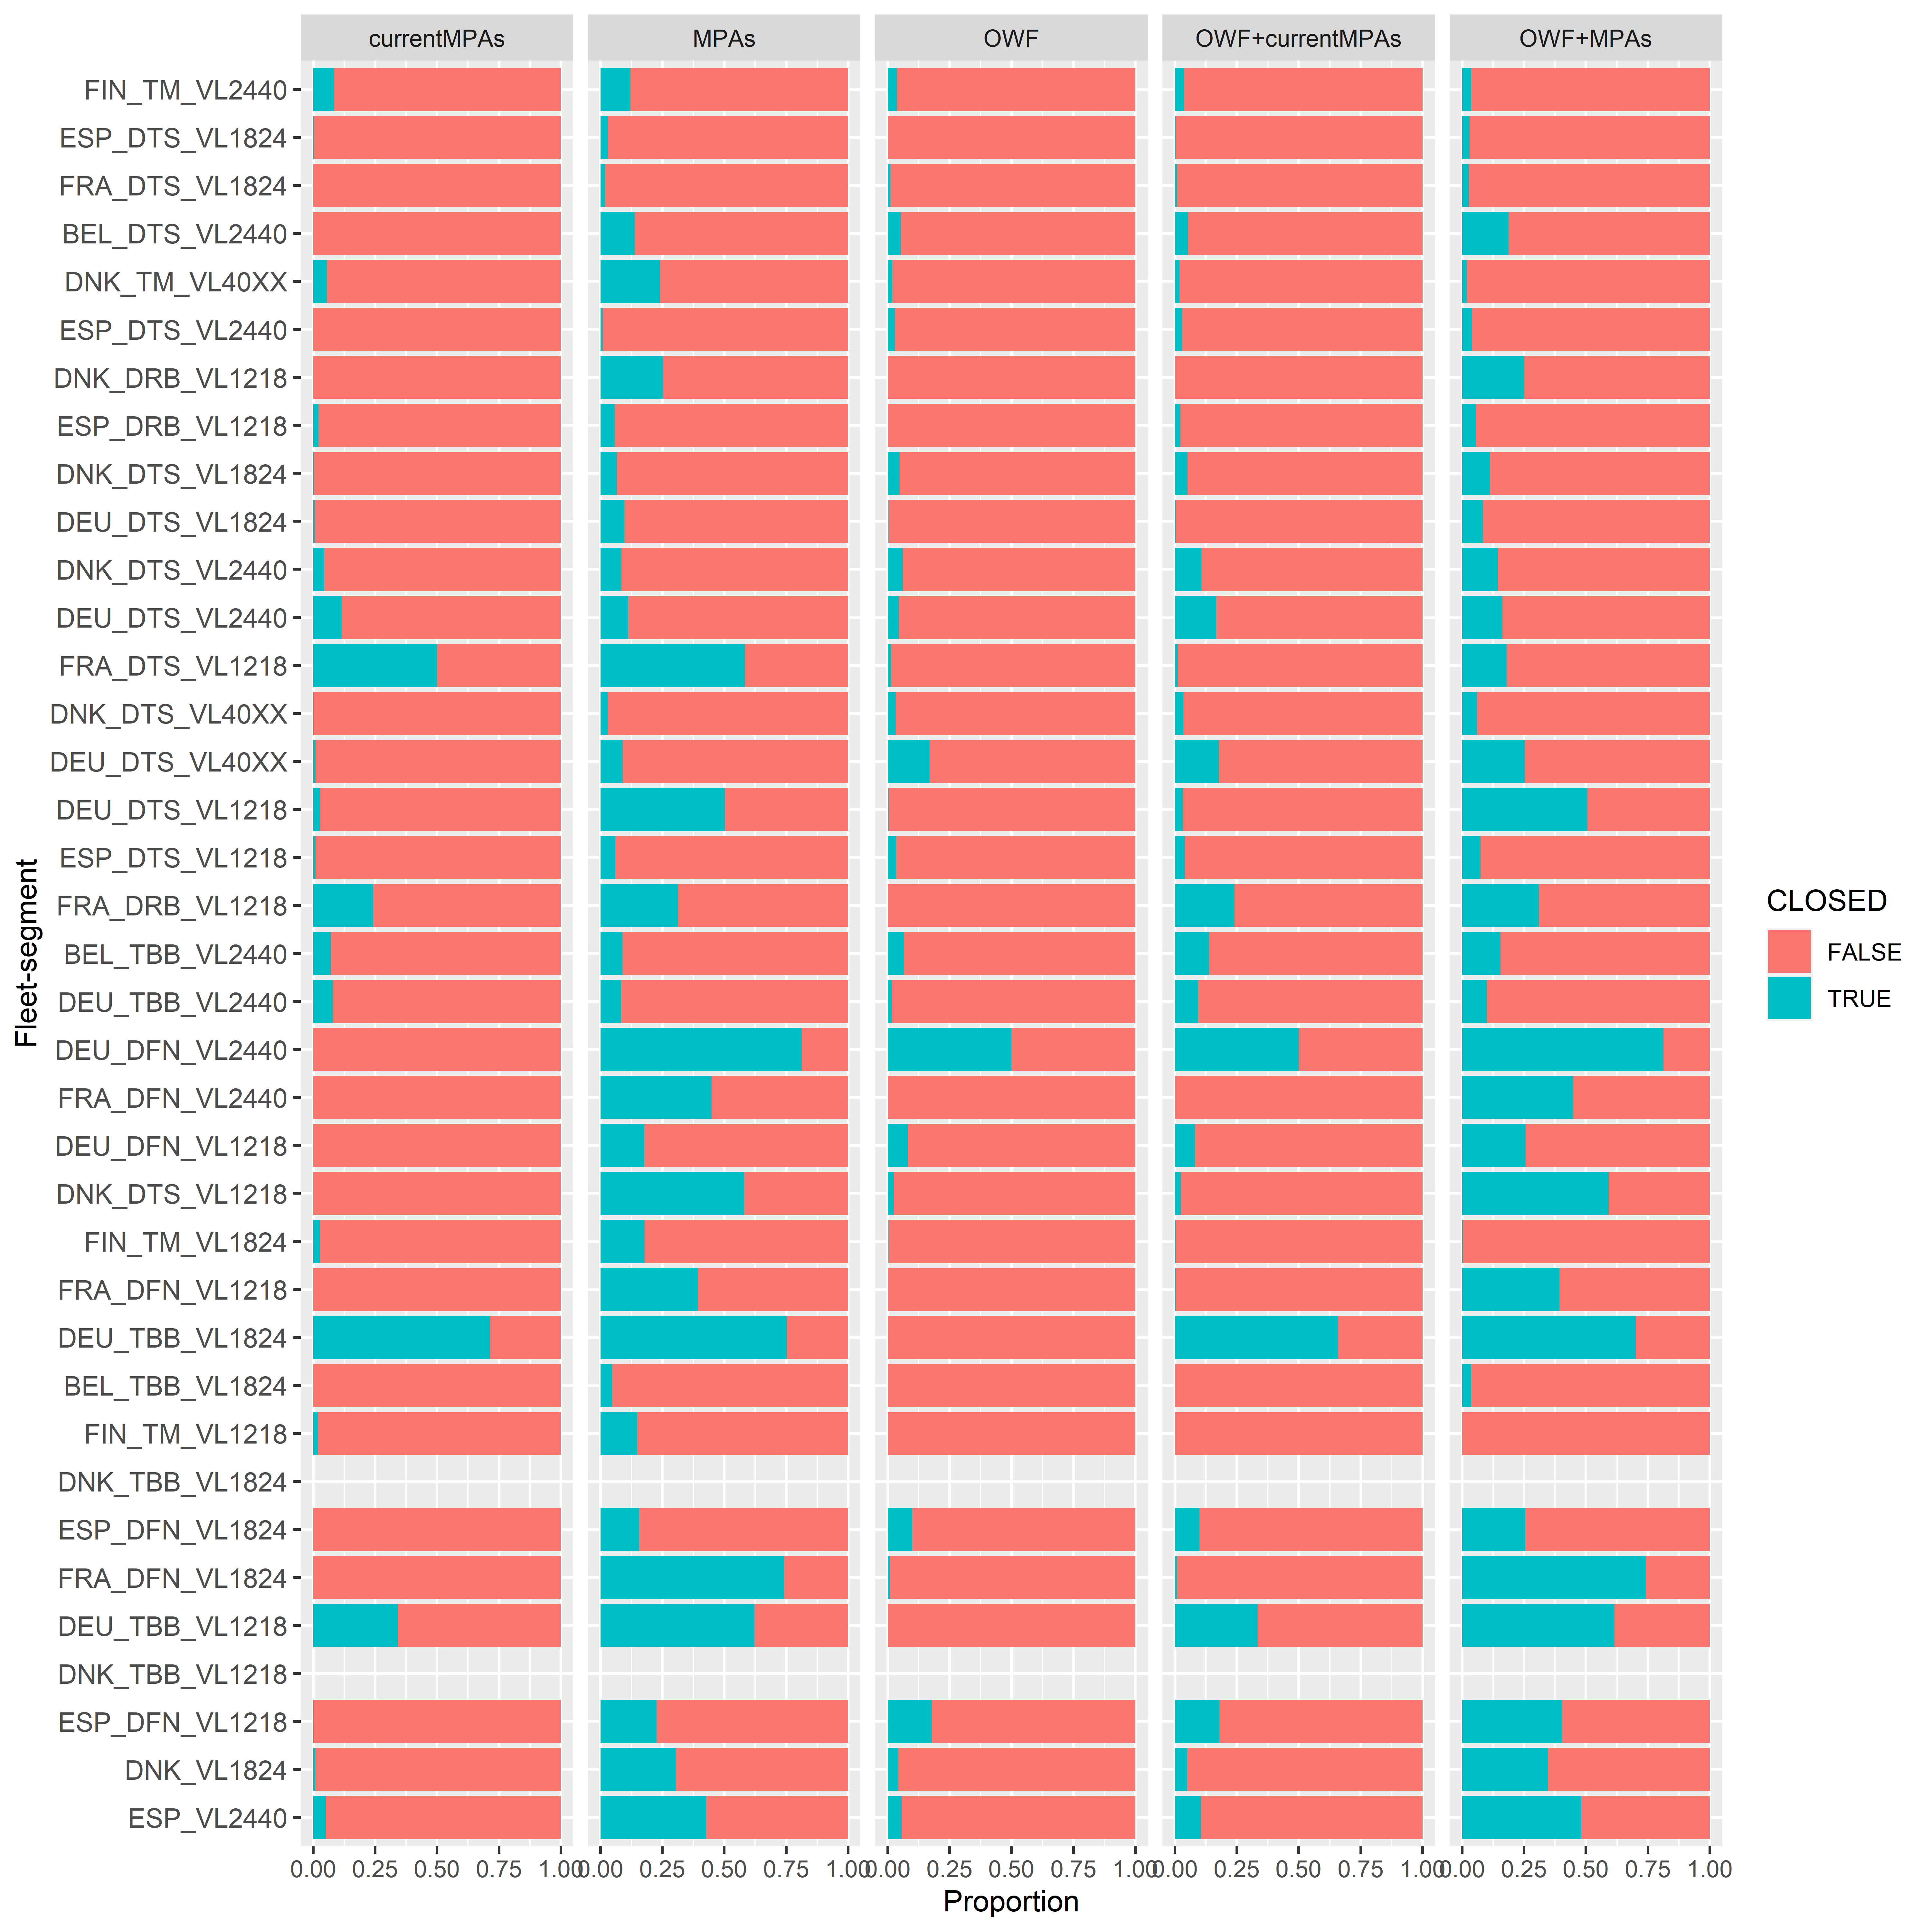 currentMPAs MPAs OWF OWF+currentMPAs OWF+MPAs
FIN_TM_VL2440
ESP_DTS_VL1824
FRA_DTS_VL1824
BEL_DTS_VL2440
DNK_TM_VL40XX
ESP_DTS_VL2440
DNK_DRB_VL1218
ESP_DRB_VL1218
DNK_DTS_VL1824
DEU_DTS_VL1824
DNK_DTS_VL2440
DEU_DTS_VL2440
FRA_DTS_VL1218
DNK_DTS_VL40XX
DEU_DTS_VL40XX
DEU_DTS_VL1218
ESP_DTS_VL1218
FRA_DRB_VL1218
BEL_TBB_VL2440
DEU_TBB_VL2440
DEU_DFN_VL2440
FRA_DFN_VL2440
DEU_DFN_VL1218
DNK_DTS_VL1218
FIN_TM_VL1824
FRA_DFN_VL1218
DEU_TBB_VL1824
BEL_TBB_VL1824
FIN_TM_VL1218
DNK_TBB_VL1824
ESP_DFN_VL1824
FRA_DFN_VL1824
DEU_TBB_VL1218
DNK_TBB_VL1218
ESP_DFN_VL1218
DNK_VL1824
ESP_VL2440
Fleet-segment
0.00 0.25 0.50 0.75 1.00 0.00 0.25 0.50 0.75 1.00 0.00 0.25 0.50 0.75 1.00 0.00 0.25 0.50 0.75 1.00 0.00 0.25 0.50 0.75 1.00
Proportion
CLOSED
FALSE
TRUE